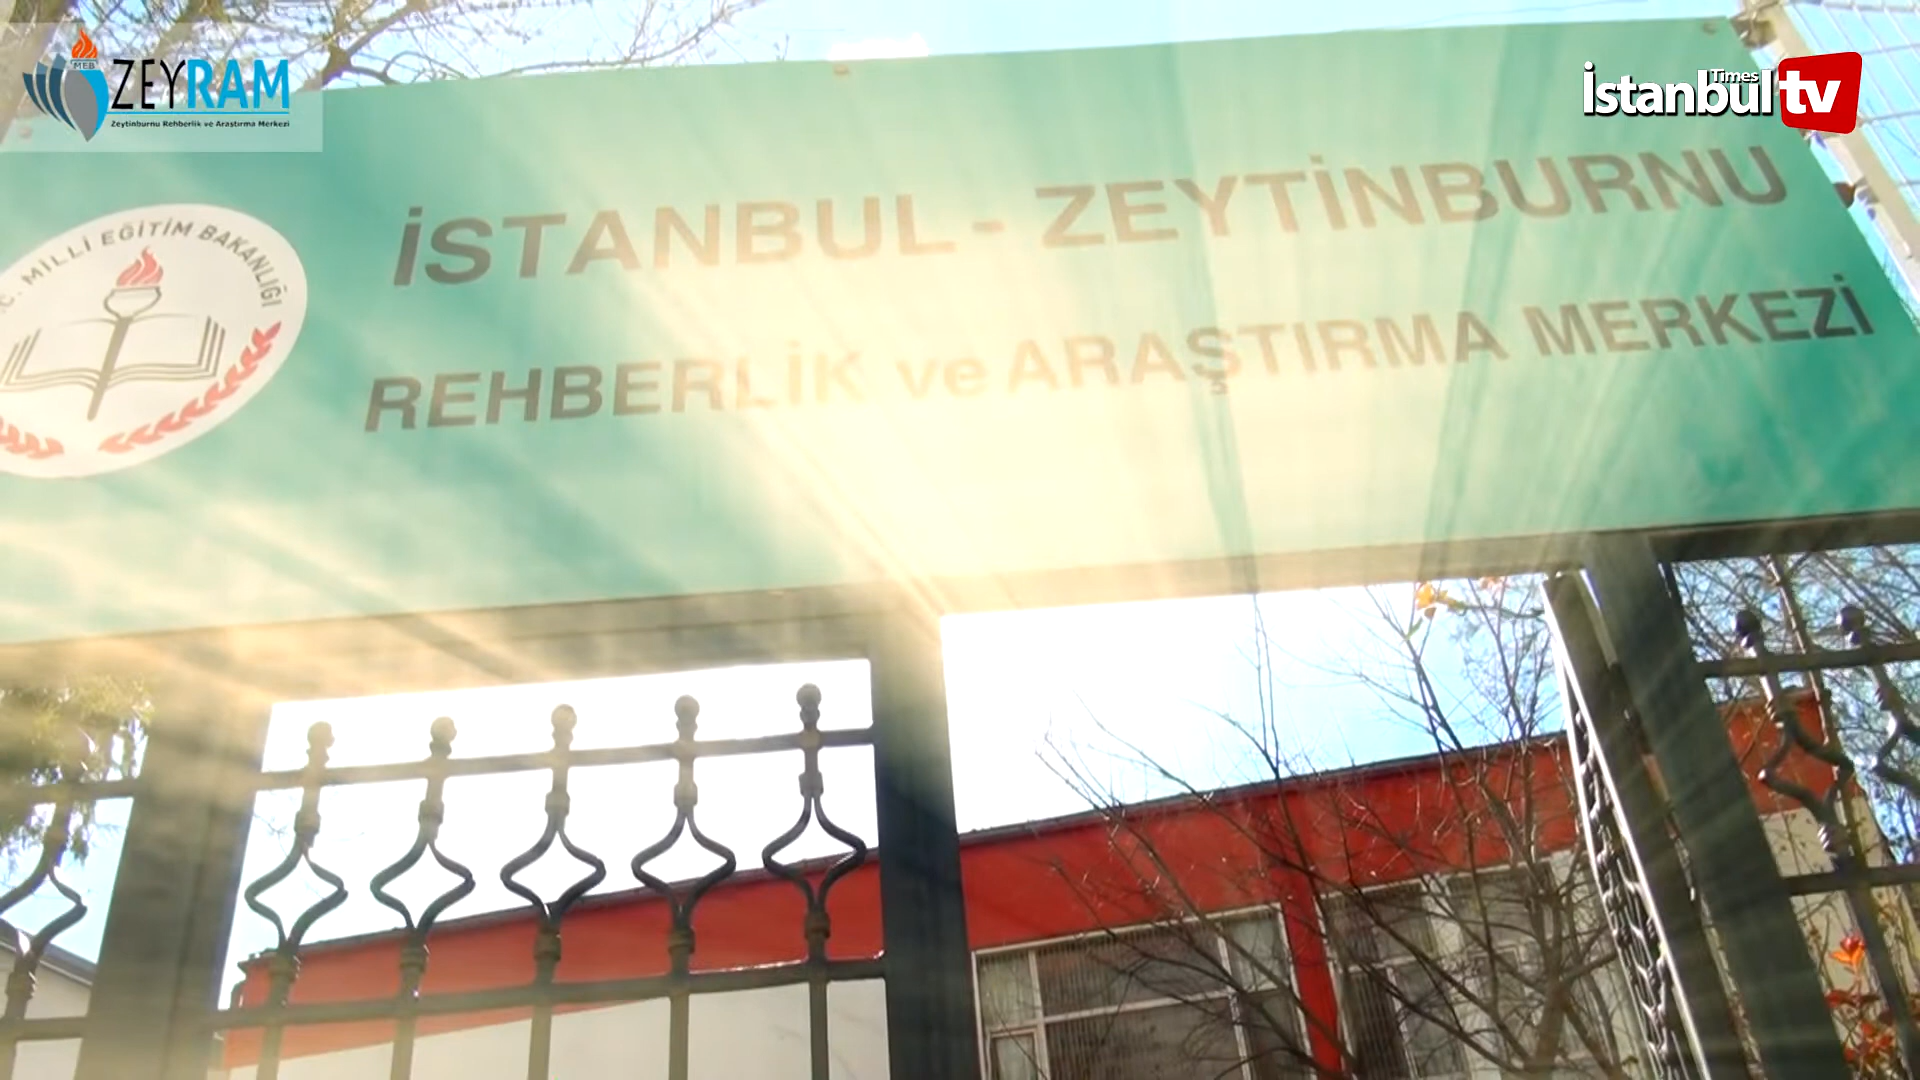 MEB
ZEYRAM
Zeytinburnu Rehberlik ve Araştırma Merkezi
İstanbul Times tv
C. MİLLİ EĞİTİM BAKANLIĞI
İSTANBUL - ZEYTİNBURNU
REHBERLİK ve ARAŞTIRMA MERKEZİ